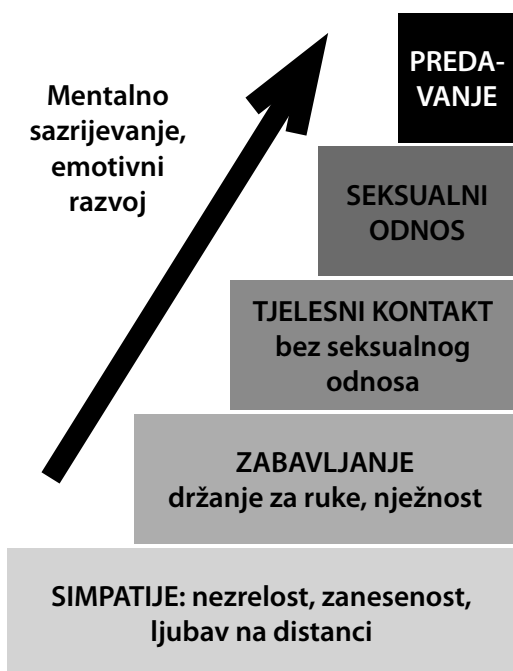 Mentalno
sazrijevanje,
emotivni
razvoj
PREDA-
VANJE
SEKSUALNI
ODNOS
TJELESNI KONTAKT
bez seksualnog
odnosa
ZABAVLJANJE
držanje za ruke, nježnost
SIMPATIJE: nezrelost, zanesenost,
ljubav na distanci